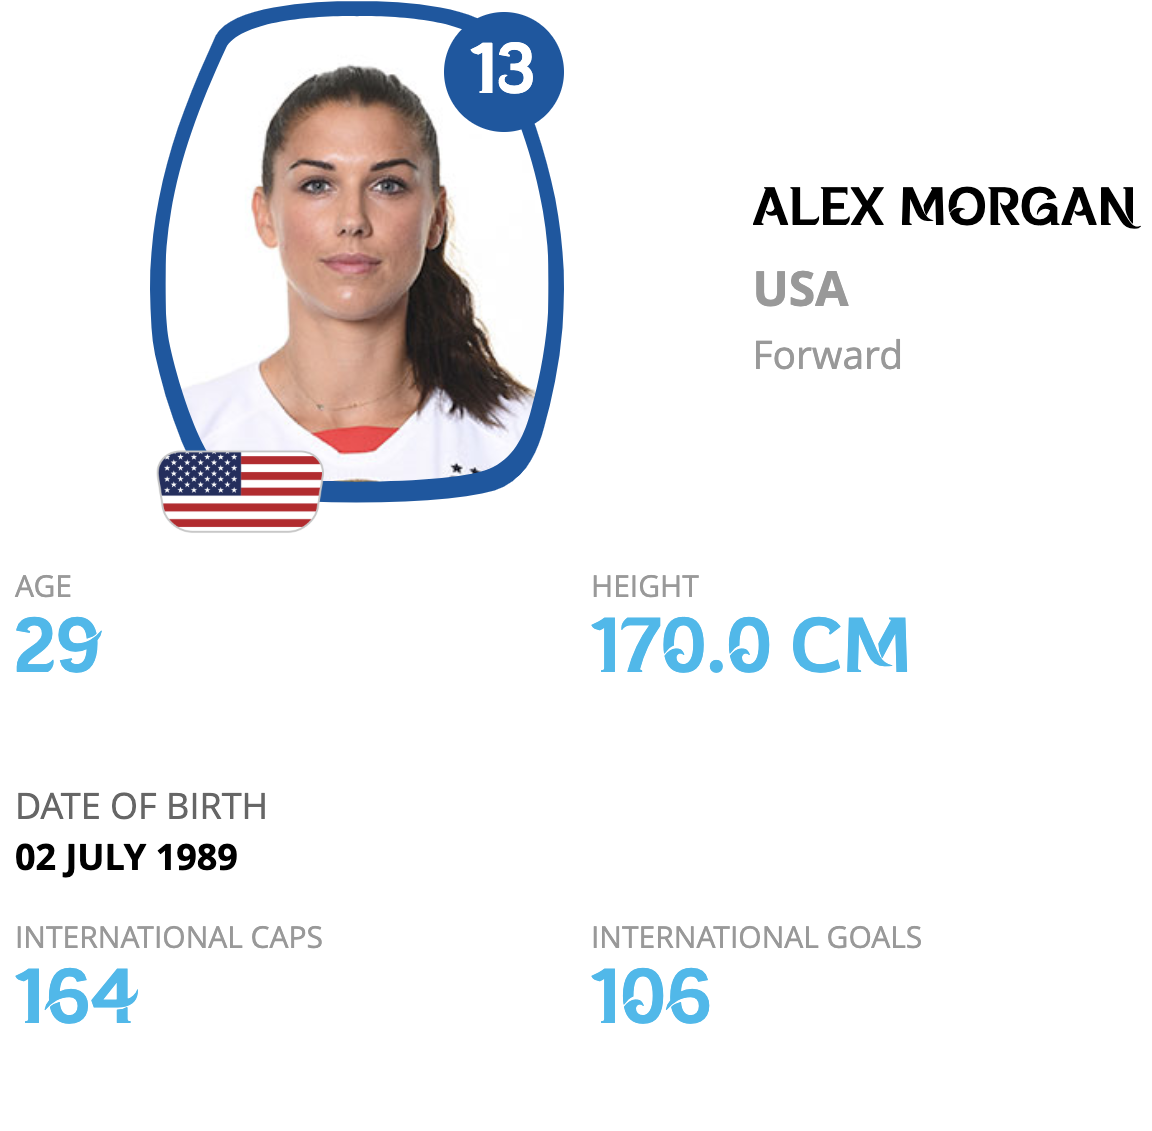 13
ALEX MORGAN
USA
Forward
AGE
29
HEIGHT
170.0 CM
DATE OF BIRTH
02 JULY 1989
INTERNATIONAL CAPS
164
INTERNATIONAL GOALS
106